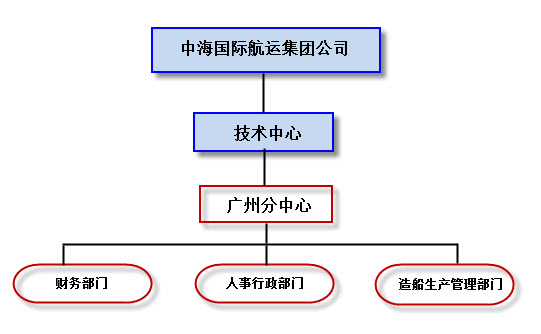 中海国际航运集团公司
技术中心
广州分中心
财务部门
人事行政部门
造船生产管理部门